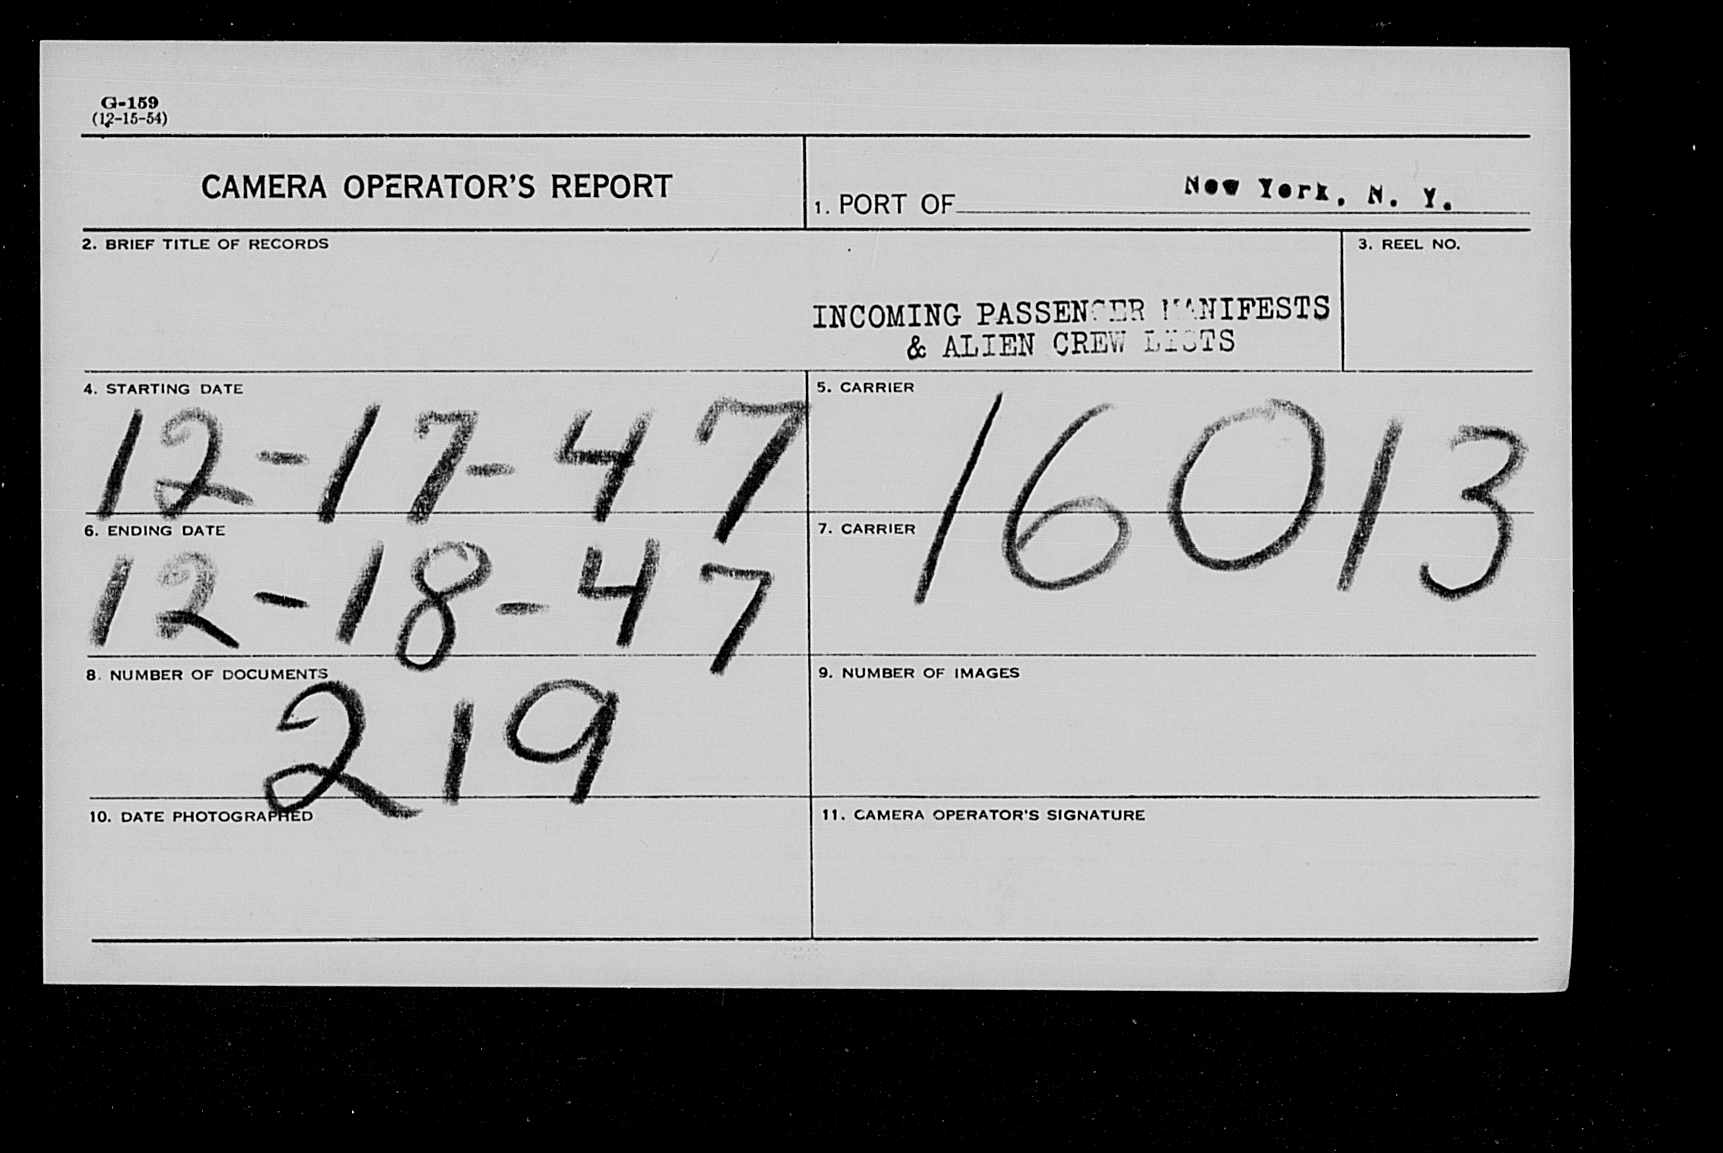 G-159
(12-15-54)
CAMERA OPERATOR'S REPORT
1. PORT OF New York, N. Y.
2. BRIEF TITLE OF RECORDS
3. REEL NO.
INCOMING PASSENGER MANIFESTS
& ALIEN CREW LISTS
4. STARTING DATE
12-17-47
5. CARRIER
16013
6. ENDING DATE
12-18-47
7. CARRIER
8. NUMBER OF DOCUMENTS
219
9. NUMBER OF IMAGES
10. DATE PHOTOGRAPHED
11. CAMERA OPERATOR'S SIGNATURE